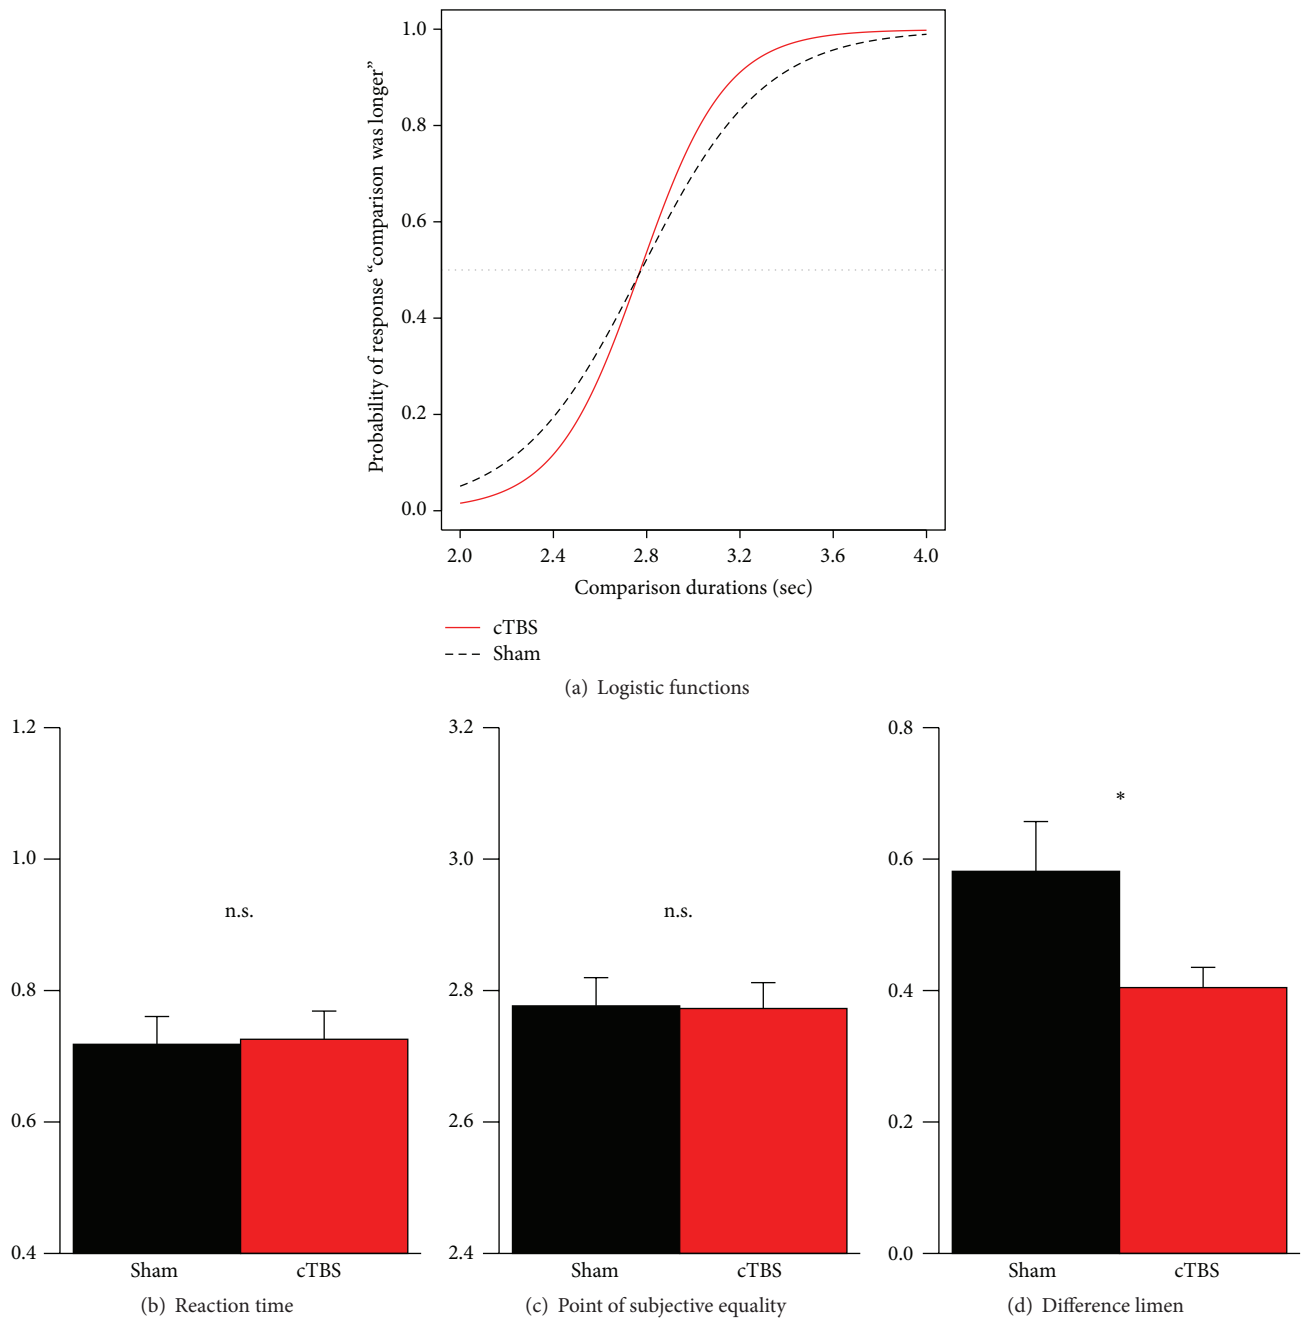 1.0
0.8
0.6
0.4
0.2
0.0
Probability of response “comparison was longer”
2.0 2.4 2.8 3.2 3.6 4.0
Comparison durations (sec)
cTBS
Sham
(a) Logistic functions
1.2
1.0
0.8
0.6
0.4
n.s.
Sham cTBS
(b) Reaction time
3.2
3.0
2.8
2.6
2.4
n.s.
Sham cTBS
(c) Point of subjective equality
0.8
0.6
0.4
0.2
0.0
*
Sham cTBS
(d) Difference limen